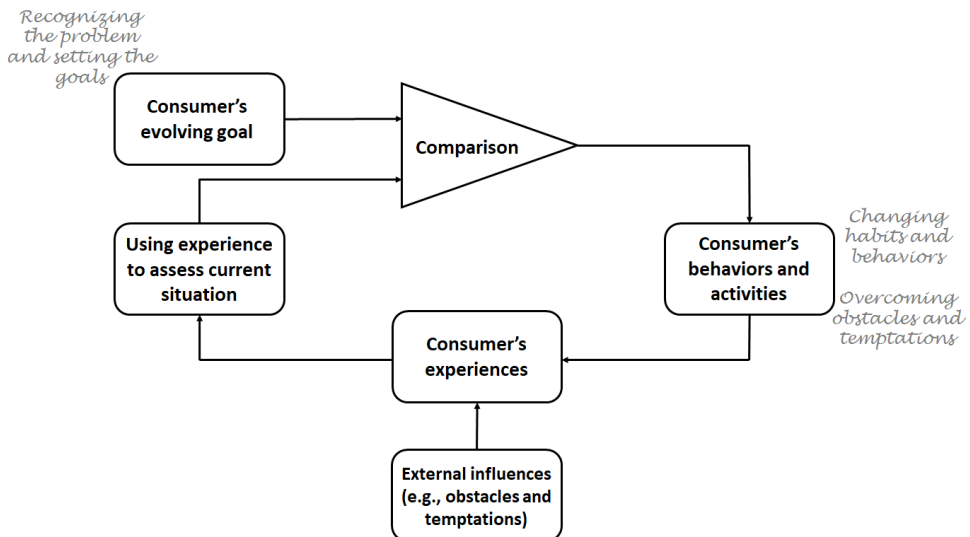 Recognizing
the problem
and setting the
goals
Consumer's
evolving goal
Comparison
Using experience
to assess current
situation
Consumer's
behaviors and
activities
Changing
habits and
behaviors
Overcoming
obstacles and
temptations
Consumer's
experiences
External influences
(e.g., obstacles and
temptations)